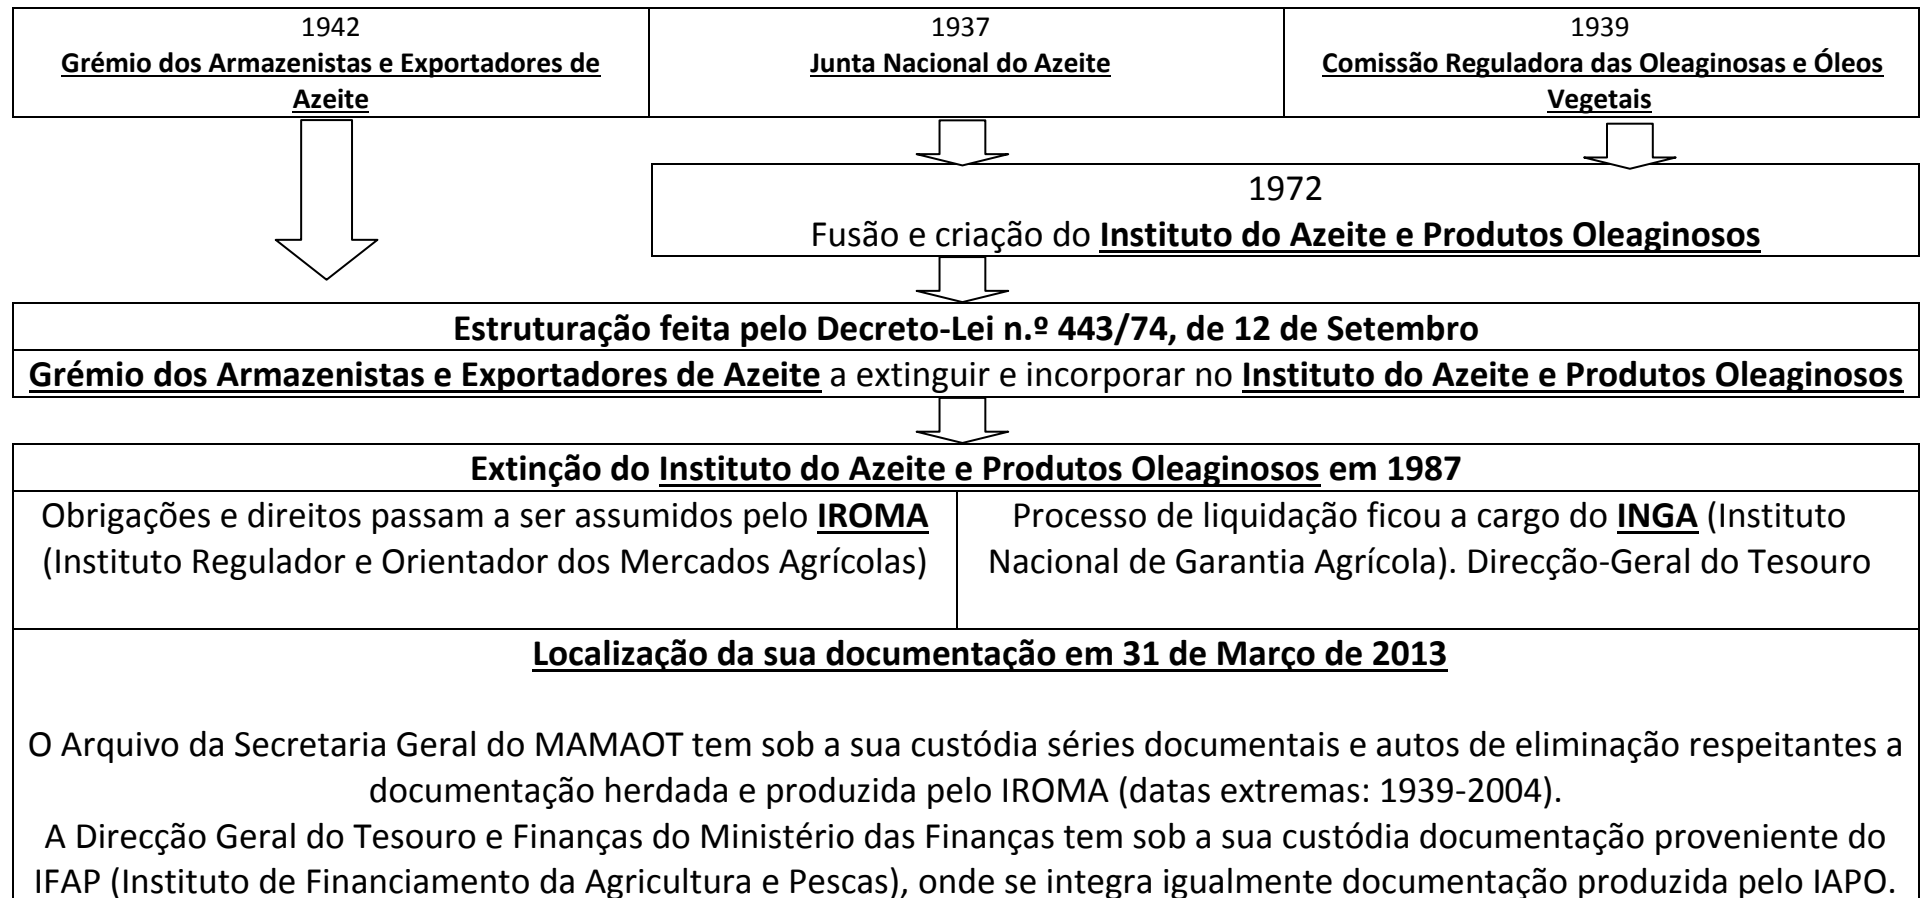 1942
Grémio dos Armazenistas e Exportadores de
Azeite
1937
Junta Nacional do Azeite
1939
Comissão Reguladora das Oleaginosas e Óleos
Vegetais
1972
Fusão e criação do Instituto do Azeite e Produtos Oleaginosos
Estruturação feita pelo Decreto-Lei n.º 443/74, de 12 de Setembro
Grémio dos Armazenistas e Exportadores de Azeite a extinguir e incorporar no Instituto do Azeite e Produtos Oleaginosos
Extinção do Instituto do Azeite e Produtos Oleaginosos em 1987
Obrigações e direitos passam a ser assumidos pelo IROMA
(Instituto Regulador e Orientador dos Mercados Agrícolas)
Processo de liquidação ficou a cargo do INGA (Instituto
Nacional de Garantia Agrícola). Direcção-Geral do Tesouro
Localização da sua documentação em 31 de Março de 2013
O Arquivo da Secretaria Geral do MAMAOT tem sob a sua custódia séries documentais e autos de eliminação respeitantes a
documentação herdada e produzida pelo IROMA (datas extremas: 1939-2004).
A Direcção Geral do Tesouro e Finanças do Ministério das Finanças tem sob a sua custódia documentação proveniente do
IFAP (Instituto de Financiamento da Agricultura e Pescas), onde se integra igualmente documentação produzida pelo IAPO.